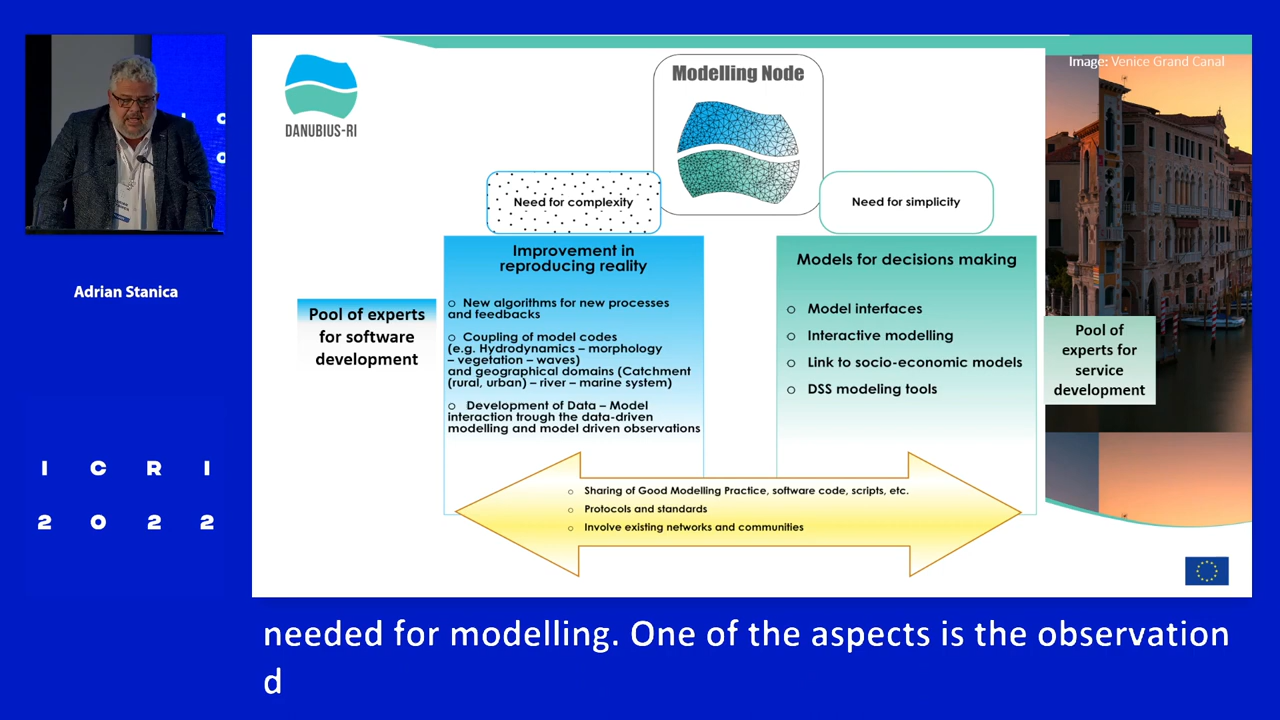 Adrian Stanica
I C R I
2 0 2 2
DANUBIUS-RI
Modelling Node
Image: Venice Grand Canal
Need for complexity
Need for simplicity
Pool of experts
for software
development
Improvement in
reproducing reality
o New algorithms for new processes
and feedbacks
o Coupling of model codes
(e.g. Hydrodynamics – morphology
– vegetation – waves)
and geographical domains (Catchment
(rural, urban) – river – marine system)
o Development of Data – Model
interaction trough the data-driven
modelling and model driven observations
Models for decisions making
o Model interfaces
o Interactive modelling
o Link to socio-economic models
o DSS modeling tools
Pool of
experts for
service
development
o Sharing of Good Modelling Practice, software code, scripts, etc.
o Protocols and standards
o Involve existing networks and communities
needed for modelling. One of the aspects is the observation
d